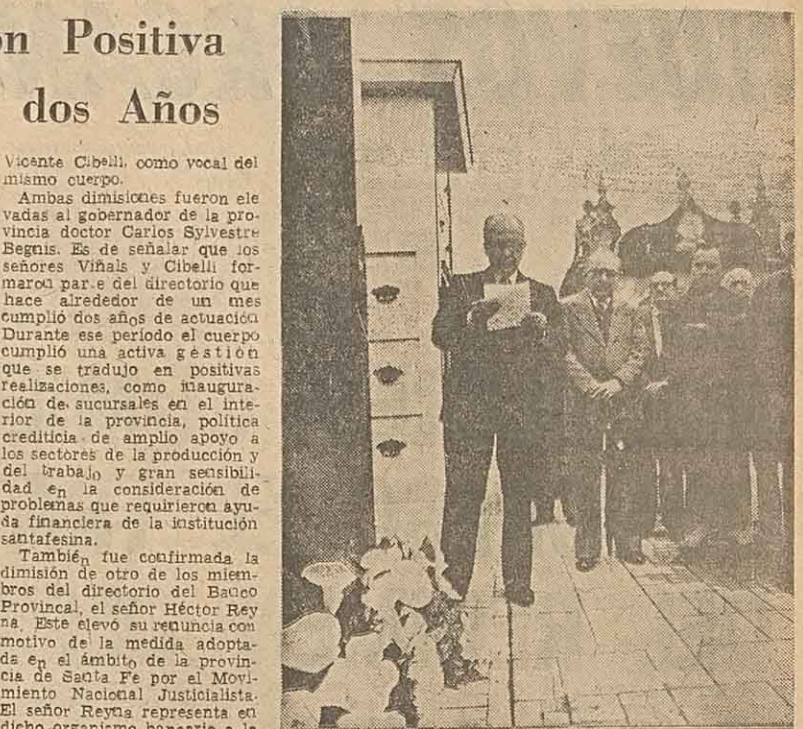 on Positiva
dos Años
Vicente Cibelli, como vocal del
mismo cuerpo.
Ambas dimisiones fueron ele
vadas al gobernador de la pro-
vincia doctor Carlos Sylvestre
Begnis. Es de señalar que los
señores Viñals y Cibelli for-
maron par.e del directorio que
hace alrededor de un mes
cumplió dos años de actuación
Durante ese período el cuerpo
cumplió una activa gestión
que se tradujo en positivas
realizaciones, como inaugura-
ción de sucursales en el inte-
rior de la provincia, política
crediticia de amplio apoyo a
los sectores de la producción y
del trabajo y gran sensibili-
dad en la consideración de
problemas que requirieron ayu-
da financiera de la institución
santafesina.
También fue confirmada la
dimisión de otro de los miem-
bros del directorio del Banco
Provincal, el señor Héctor Rey
na. Este elevó su renuncia con
motivo de la medida adopta-
da en el ámbito de la provin-
cia de Santa Fe por el Movi-
miento Nacional Justicialista.
El señor Reyna representa en
dicho organismo bancario a la